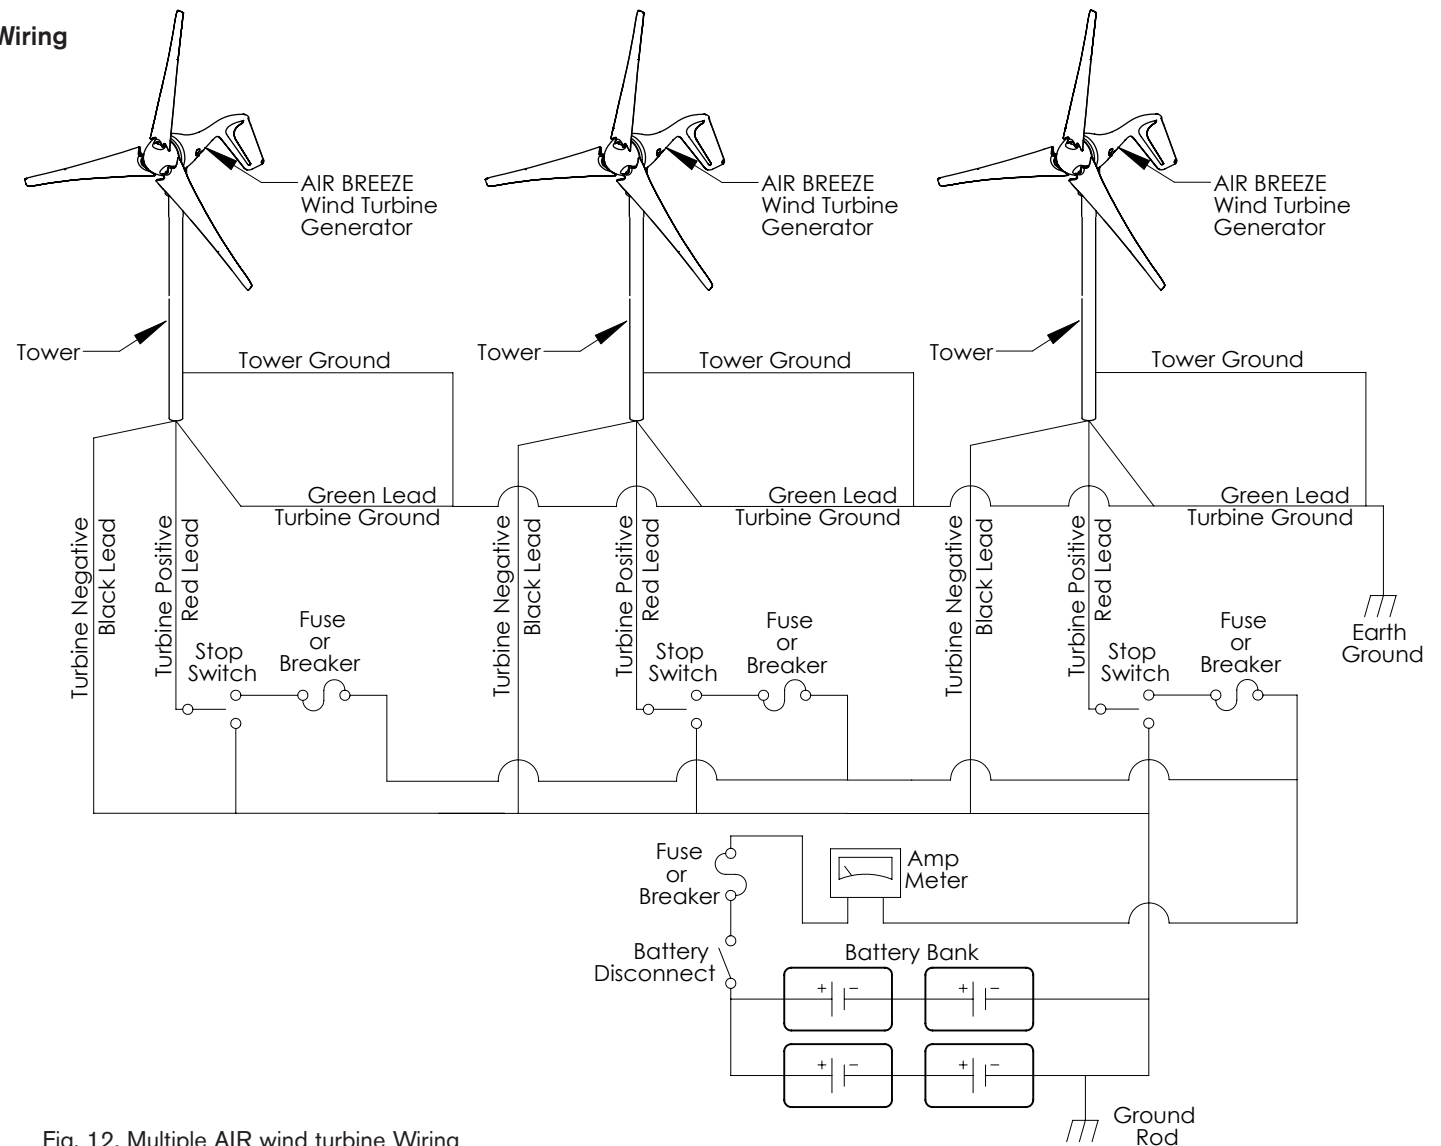 Wiring
AIR BREEZE
Wind Turbine
Generator
AIR BREEZE
Wind Turbine
Generator
AIR BREEZE
Wind Turbine
Generator
Tower
Tower
Tower
Tower Ground
Tower Ground
Tower Ground
Green Lead
Turbine Ground
Green Lead
Turbine Ground
Green Lead
Turbine Ground
Turbine Negative
Black Lead
Turbine Positive
Red Lead
Turbine Negative
Black Lead
Turbine Positive
Red Lead
Turbine Negative
Black Lead
Turbine Positive
Red Lead
Earth
Ground
Stop
Switch
Fuse
or
Breaker
Stop
Switch
Fuse
or
Breaker
Stop
Switch
Fuse
or
Breaker
Fuse
or
Breaker
Amp
Meter
Battery
Disconnect
Battery Bank
+ −
+ −
+ −
+ −
Ground
Rod
Fig. 12. Multiple AIR wind turbine Wiring